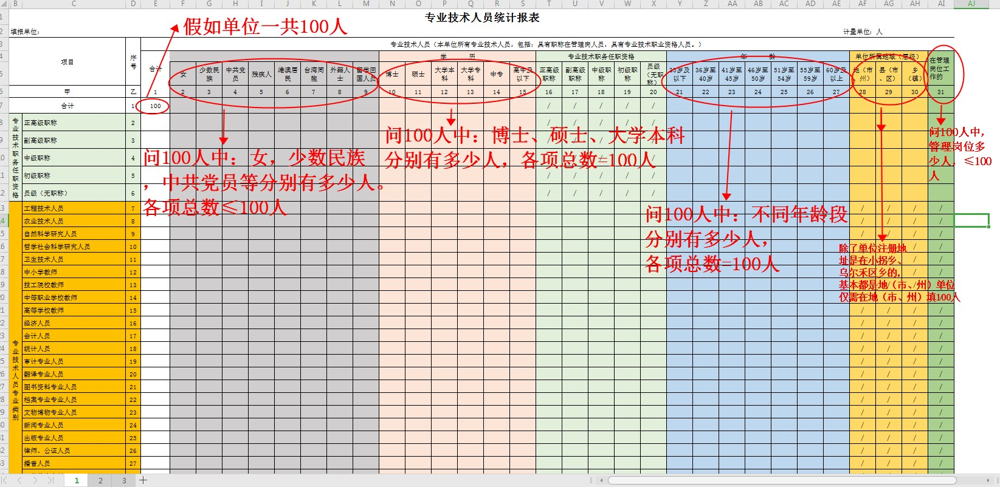 B C D E F G H I J K L M N O P Q R S T U V W X Y Z AA AB AC AD AE AF AG AH AI AJ
专业技术人员统计报表
填报单位：
计量单位：人
假如单位一共100人
项目
序号
专业技术人员（本单位所有专业技术人员，包括：具有职称在管理岗人员，具有专业技术职业资格人员。）
合计
学 历
专业技术职务任职资格
年 龄
单位所属地域（层级）
在管理岗位工作的
女 少数民族 中共党员 残疾人 港澳居民 台湾同胞 外籍人士 留学回国人员 博士 硕士 大学本科 大学专科 中专 高中及以下 正高级职称 副高级职称 中级职称 初级职称 员级（无职称） 35岁及以下 36岁至40岁 41岁至45岁 46岁至50岁 51岁至54岁 55岁至59岁 60岁及以上 地（市、州） 县（市、区） 乡（镇）
甲 乙 1 2 3 4 5 6 7 8 9 10 11 12 13 14 15 16 17 18 19 20 21 22 23 24 25 26 27 28 29 30 31
合计 1 100 / / / / /
专业技术职务任职资格
正高级职称 2
副高级职称 3
中级职称 4
初级职称 5
员级（无职称） 6
问100人中：女，少数民族
，中共党员等分别有多少人。
各项总数≤100人
问100人中：博士、硕士、大学本科
分别有多少人，各项总数=100人
问100人中：不同年龄段
分别有多少人，
各项总数=100人
问100人中，
管理岗位多
少人，≤100
人
除了单位注册地
址是在小拐乡、
乌尔禾区乡的，
基本都是地（市、州）单位
仅需在地（市、州）填100人
专业技术人员专业类别
工程技术人员 7
农业技术人员 8
自然科学研究人员 9
哲学社会科学研究人员 10
卫生技术人员 11
中小学教师 12
技工院校教师 13
中等职业学校教师 14
高等学校教师 15
经济人员 16
会计人员 17
统计人员 18
审计专业人员 19
翻译专业人员 20
图书资料专业人员 21
档案专业专业人员 22
文物博物专业人员 23
新闻专业人员 24
出版专业人员 25
律师、公证人员 26
播音人员 27
1 2 3